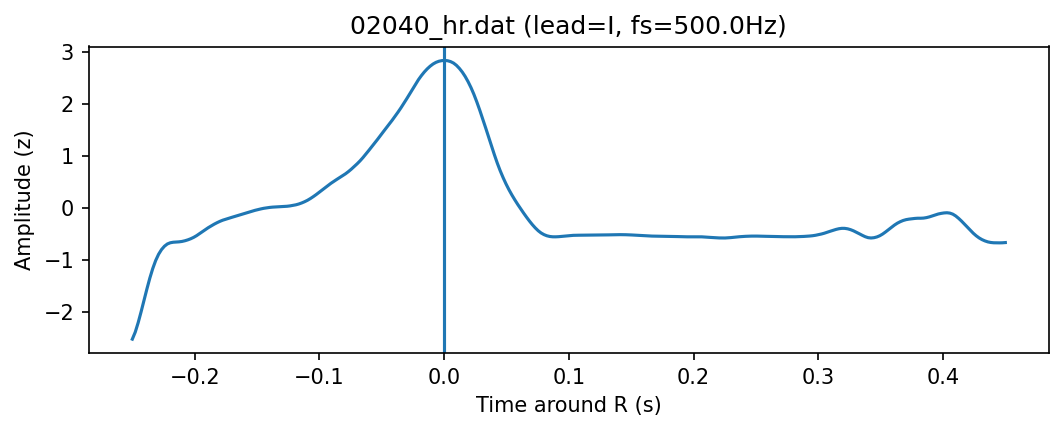 02040_hr.dat (lead=I, fs=500.0Hz)
Amplitude (z)
3
2
1
0
−1
−2
−0.2 −0.1 0.0 0.1 0.2 0.3 0.4
Time around R (s)